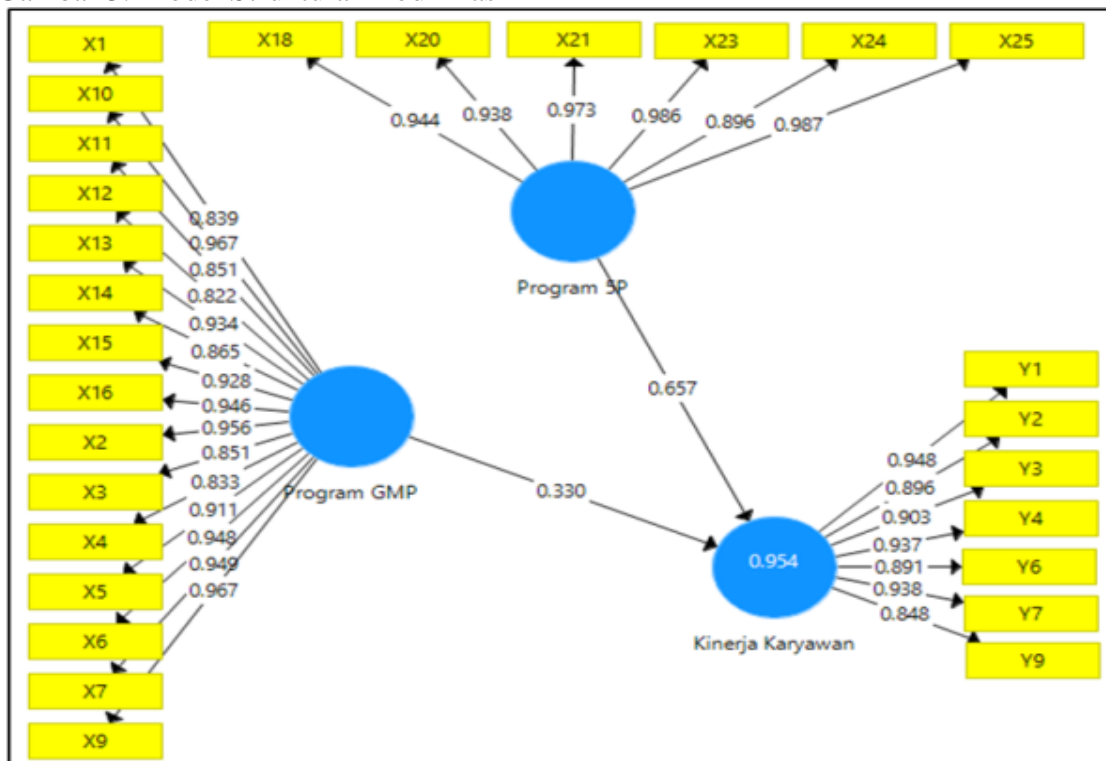 X1
X10
X11
X12
X13
X14
X15
X16
X2
X3
X4
X5
X6
X7
X9
X18
X20
X21
X23
X24
X25
0.944
0.938
0.973
0.986
0.896
0.987
Program 5P
0.839
0.967
0.851
0.822
0.934
0.865
0.928
0.946
0.956
0.851
0.833
0.911
0.948
0.949
0.967
Program GMP
0.657
0.330
0.954
Kinerja Karyawan
0.948
0.896
0.903
0.937
0.891
0.938
0.848
Y1
Y2
Y3
Y4
Y6
Y7
Y9